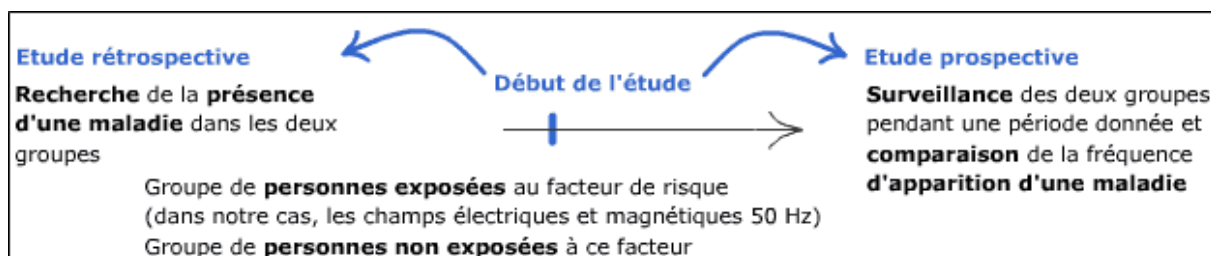 Etude rétrospective
Recherche de la présence
d'une maladie dans les deux
groupes
Début de l'étude
Etude prospective
Surveillance des deux groupes
pendant une période donnée et
comparaison de la fréquence
d'apparition d'une maladie
Groupe de personnes exposées au facteur de risque
(dans notre cas, les champs électriques et magnétiques 50 Hz)
Groupe de personnes non exposées à ce facteur